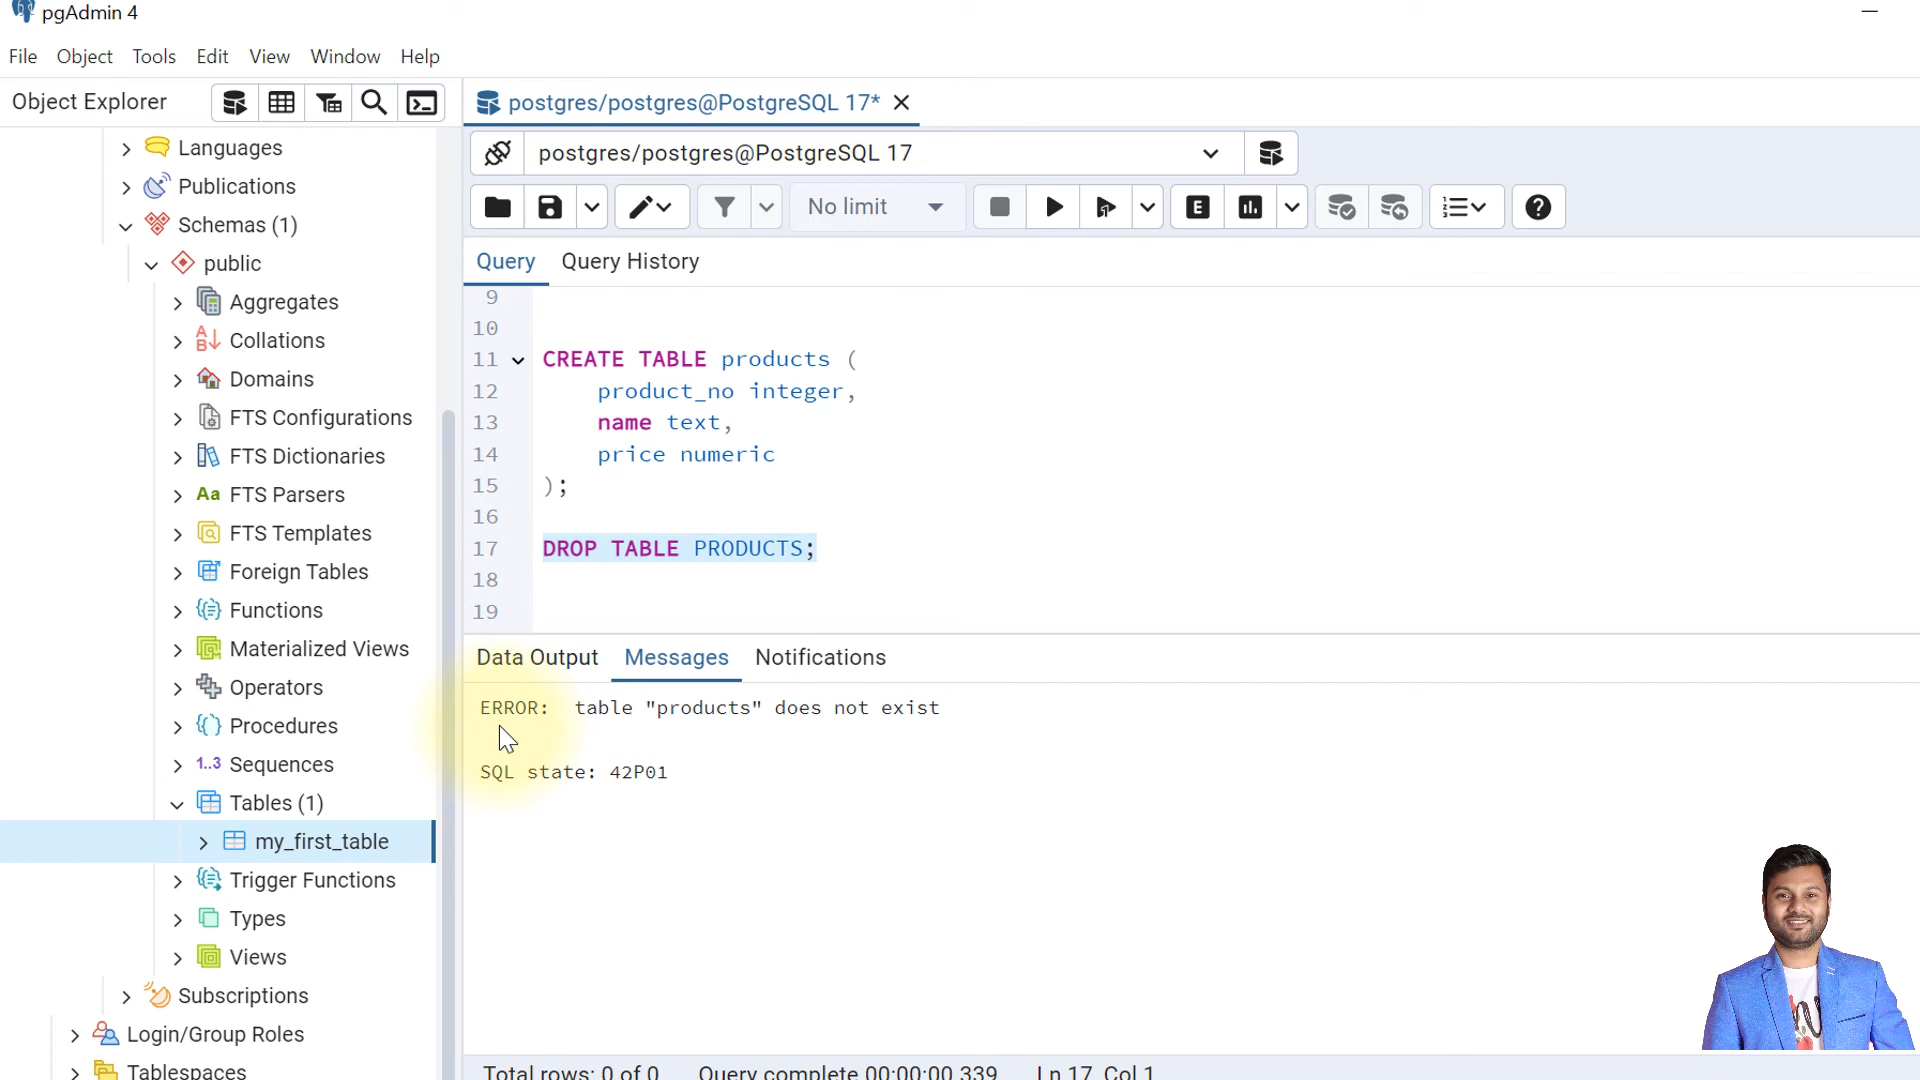 pgAdmin 4
File Object Tools Edit View Window Help
Object Explorer
Languages
Publications
Schemas (1)
public
Aggregates
Collations
Domains
FTS Configurations
FTS Dictionaries
Aa FTS Parsers
FTS Templates
Foreign Tables
Functions
Materialized Views
Operators
Procedures
1..3 Sequences
Tables (1)
my_first_table
Trigger Functions
Types
Views
Subscriptions
Login/Group Roles
Tablespaces
postgres/postgres@PostgreSQL 17*
postgres/postgres@PostgreSQL 17
No limit
E
Query Query History
9
10
11 CREATE TABLE products (
12 product_no integer,
13 name text,
14 price numeric
15 );
16
17 DROP TABLE PRODUCTS;
18
19
Data Output Messages Notifications
ERROR: table "products" does not exist
SQL state: 42P01
Total rows: 0 of 0 Query complete 00:00:00.339 Ln 17, Col 1